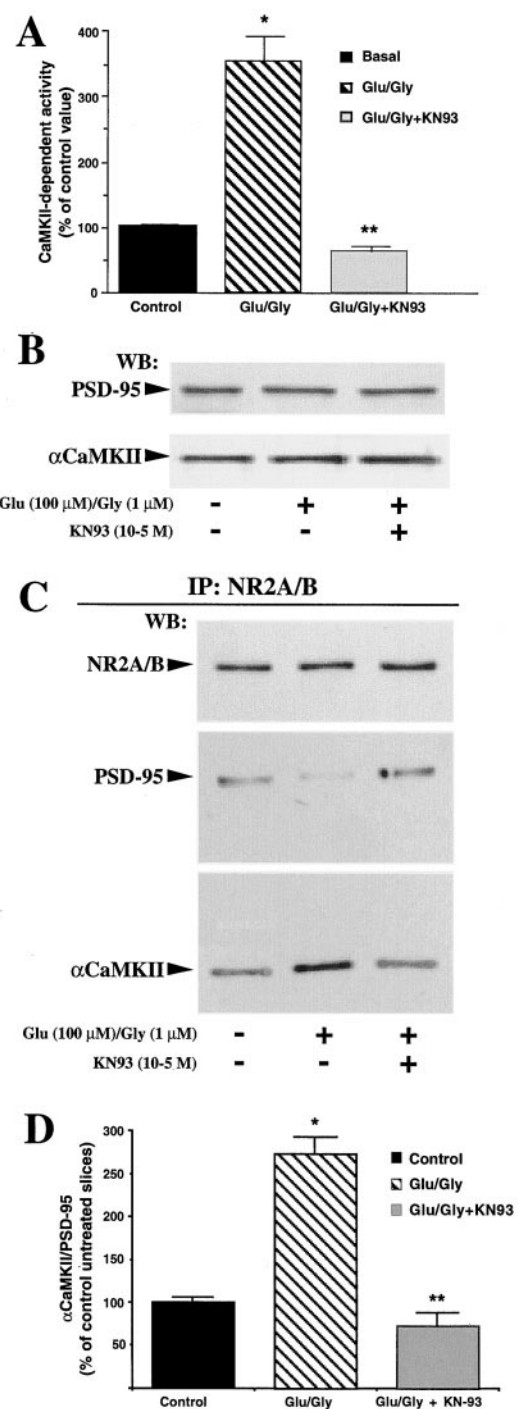 A
CaMKII-dependent activity
(% of control value)
400
350
300
200
100
0
*
**
Basal
Glu/Gly
Glu/Gly+KN93
Control
Glu/Gly
Glu/Gly+KN93
B
WB:
PSD-95
αCaMKII
Glu (100 μM)/Gly (1 μM)
- + +
KN93 (10-5 M)
- - +
C
IP: NR2A/B
WB:
NR2A/B
PSD-95
αCaMKII
Glu (100 μM)/Gly (1 μM)
- + +
KN93 (10-5 M)
- - +
D
αCaMKII/PSD-95
(% of control untreated slices)
300
250
200
150
100
50
*
**
Control
Glu/Gly
Glu/Gly+KN93
Control
Glu/Gly
Glu/Gly + KN-93